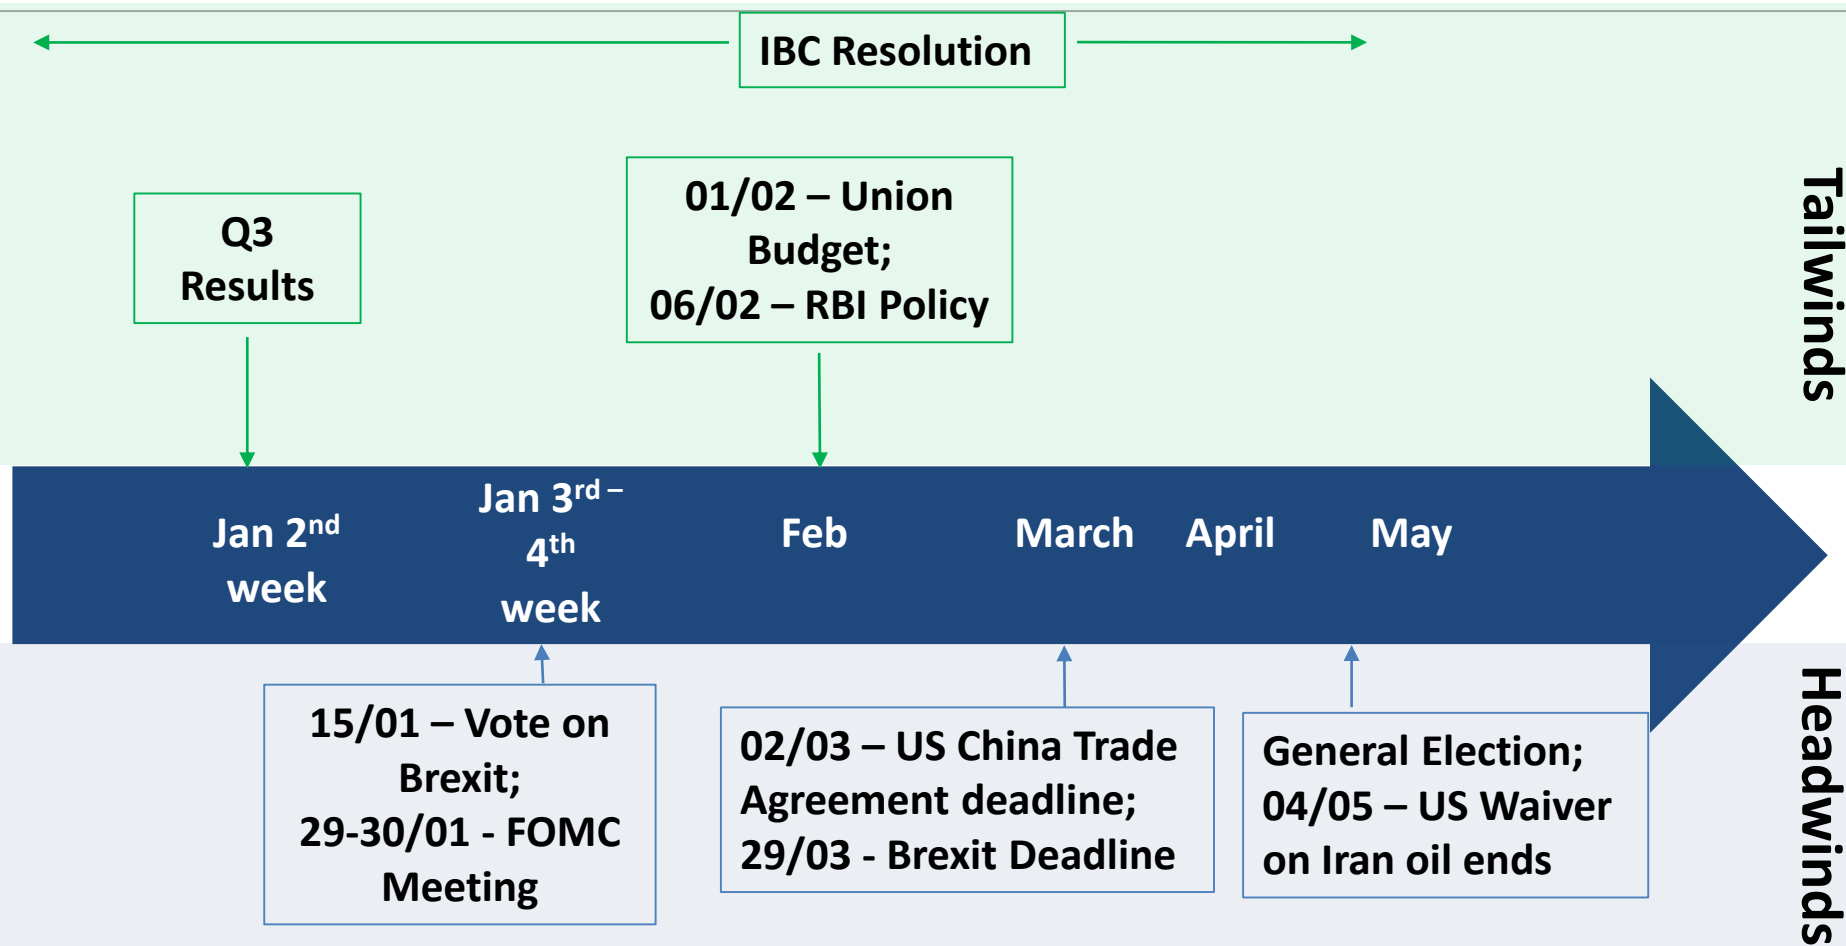 IBC Resolution
Q3
Results
01/02 – Union
Budget;
06/02 – RBI Policy
Tailwinds
Jan 2nd
week
Jan 3rd –
4th
week
Feb
March
April
May
15/01 – Vote on
Brexit;
29-30/01 - FOMC
Meeting
02/03 – US China Trade
Agreement deadline;
29/03 - Brexit Deadline
General Election;
04/05 – US Waiver
on Iran oil ends
Headwinds